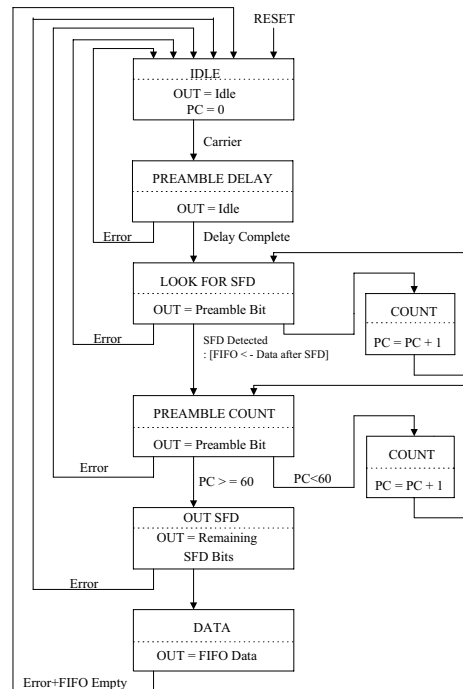 RESET
IDLE
OUT = Idle
PC = 0
Carrier
PREAMBLE DELAY
OUT = Idle
Error
Delay Complete
LOOK FOR SFD
OUT = Preamble Bit
COUNT
PC = PC + 1
Error
SFD Detected
: [FIFO < - Data after SFD]
PREAMBLE COUNT
OUT = Preamble Bit
COUNT
PC = PC + 1
Error
PC > = 60
PC<60
OUT SFD
OUT = Remaining
SFD Bits
Error
DATA
OUT = FIFO Data
Error+FIFO Empty